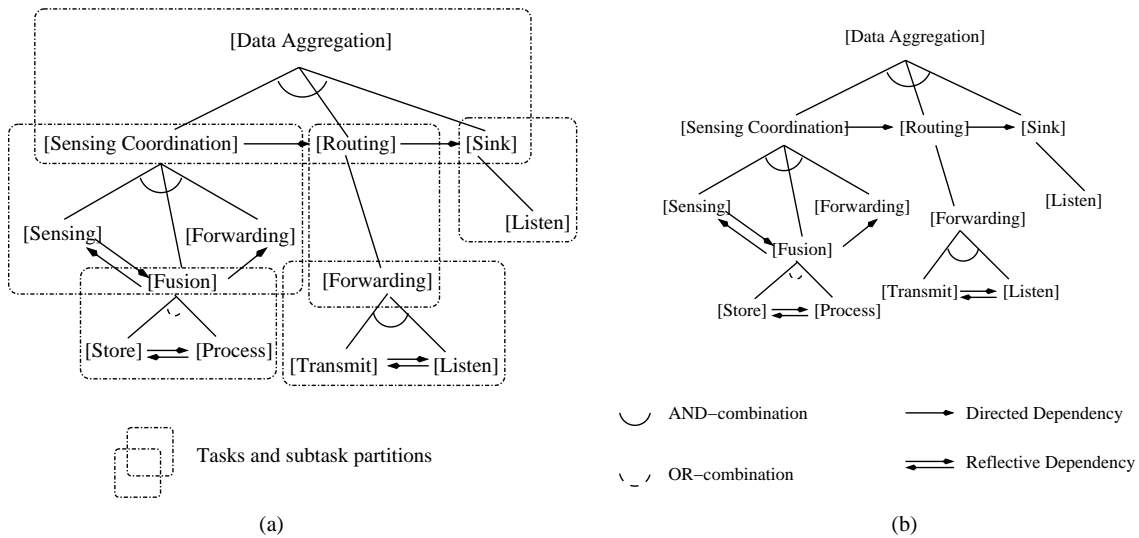 [Data Aggregation]
[Sensing Coordination]
[Routing]
[Sink]
[Listen]
[Sensing]
[Forwarding]
[Fusion]
[Forwarding]
[Store]
[Process]
[Transmit]
[Listen]
Tasks and subtask partitions
(a)
[Data Aggregation]
[Sensing Coordination]
[Routing]
[Sink]
[Listen]
[Sensing]
[Forwarding]
[Forwarding]
[Fusion]
[Transmit]
[Listen]
[Store]
[Process]
AND−combination
Directed Dependency
OR−combination
Reflective Dependency
(b)